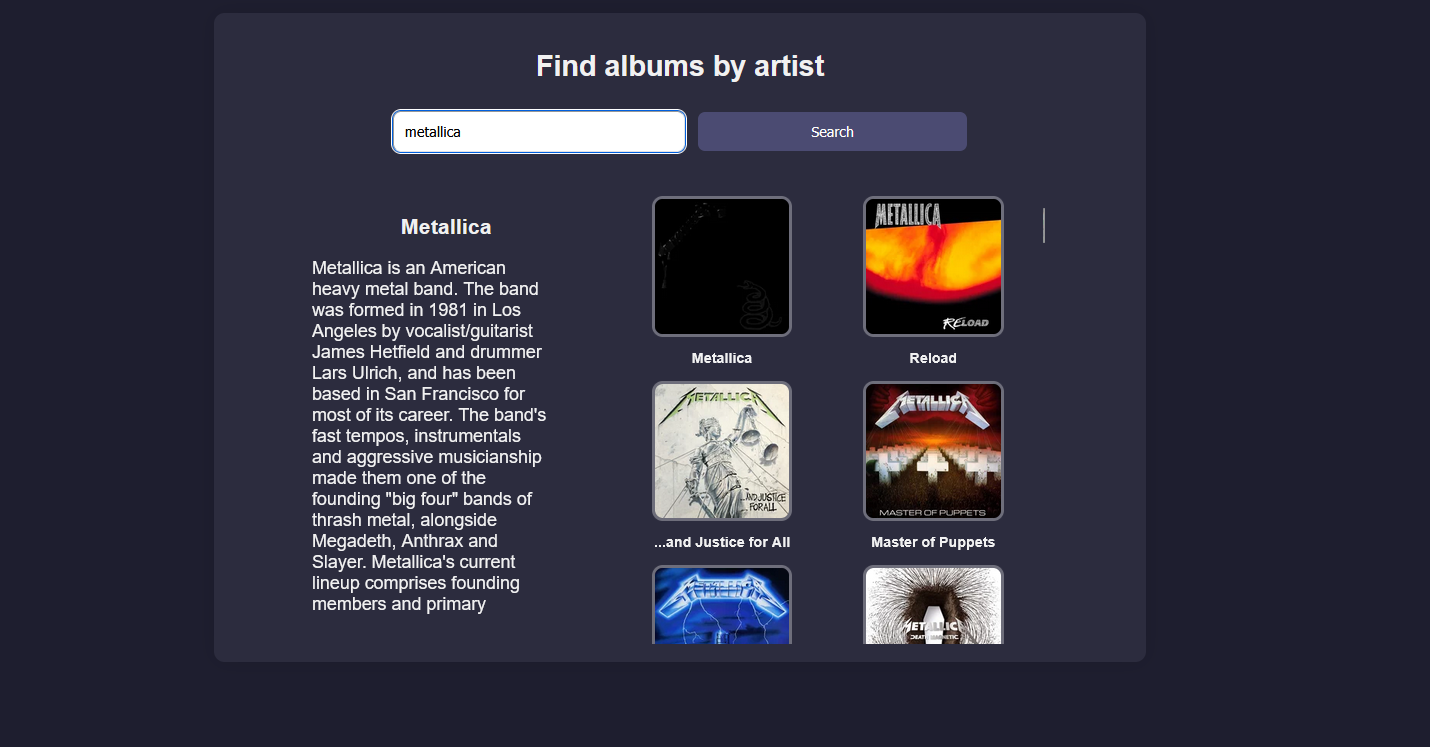 Find albums by artist
metallica
Search
Metallica
Metallica is an American
heavy metal band. The band
was formed in 1981 in Los
Angeles by vocalist/guitarist
James Hetfield and drummer
Lars Ulrich, and has been
based in San Francisco for
most of its career. The band's
fast tempos, instrumentals
and aggressive musicianship
made them one of the
founding "big four" bands of
thrash metal, alongside
Megadeth, Anthrax and
Slayer. Metallica's current
lineup comprises founding
members and primary
Metallica
METALLICA
RELOAD
Reload
METALLICA
...AND JUSTICE
FOR ALL
...and Justice for All
METALLICA
MASTER OF PUPPETS
Master of Puppets
METALLICA
METALLICA
DEATH MAGNETIC